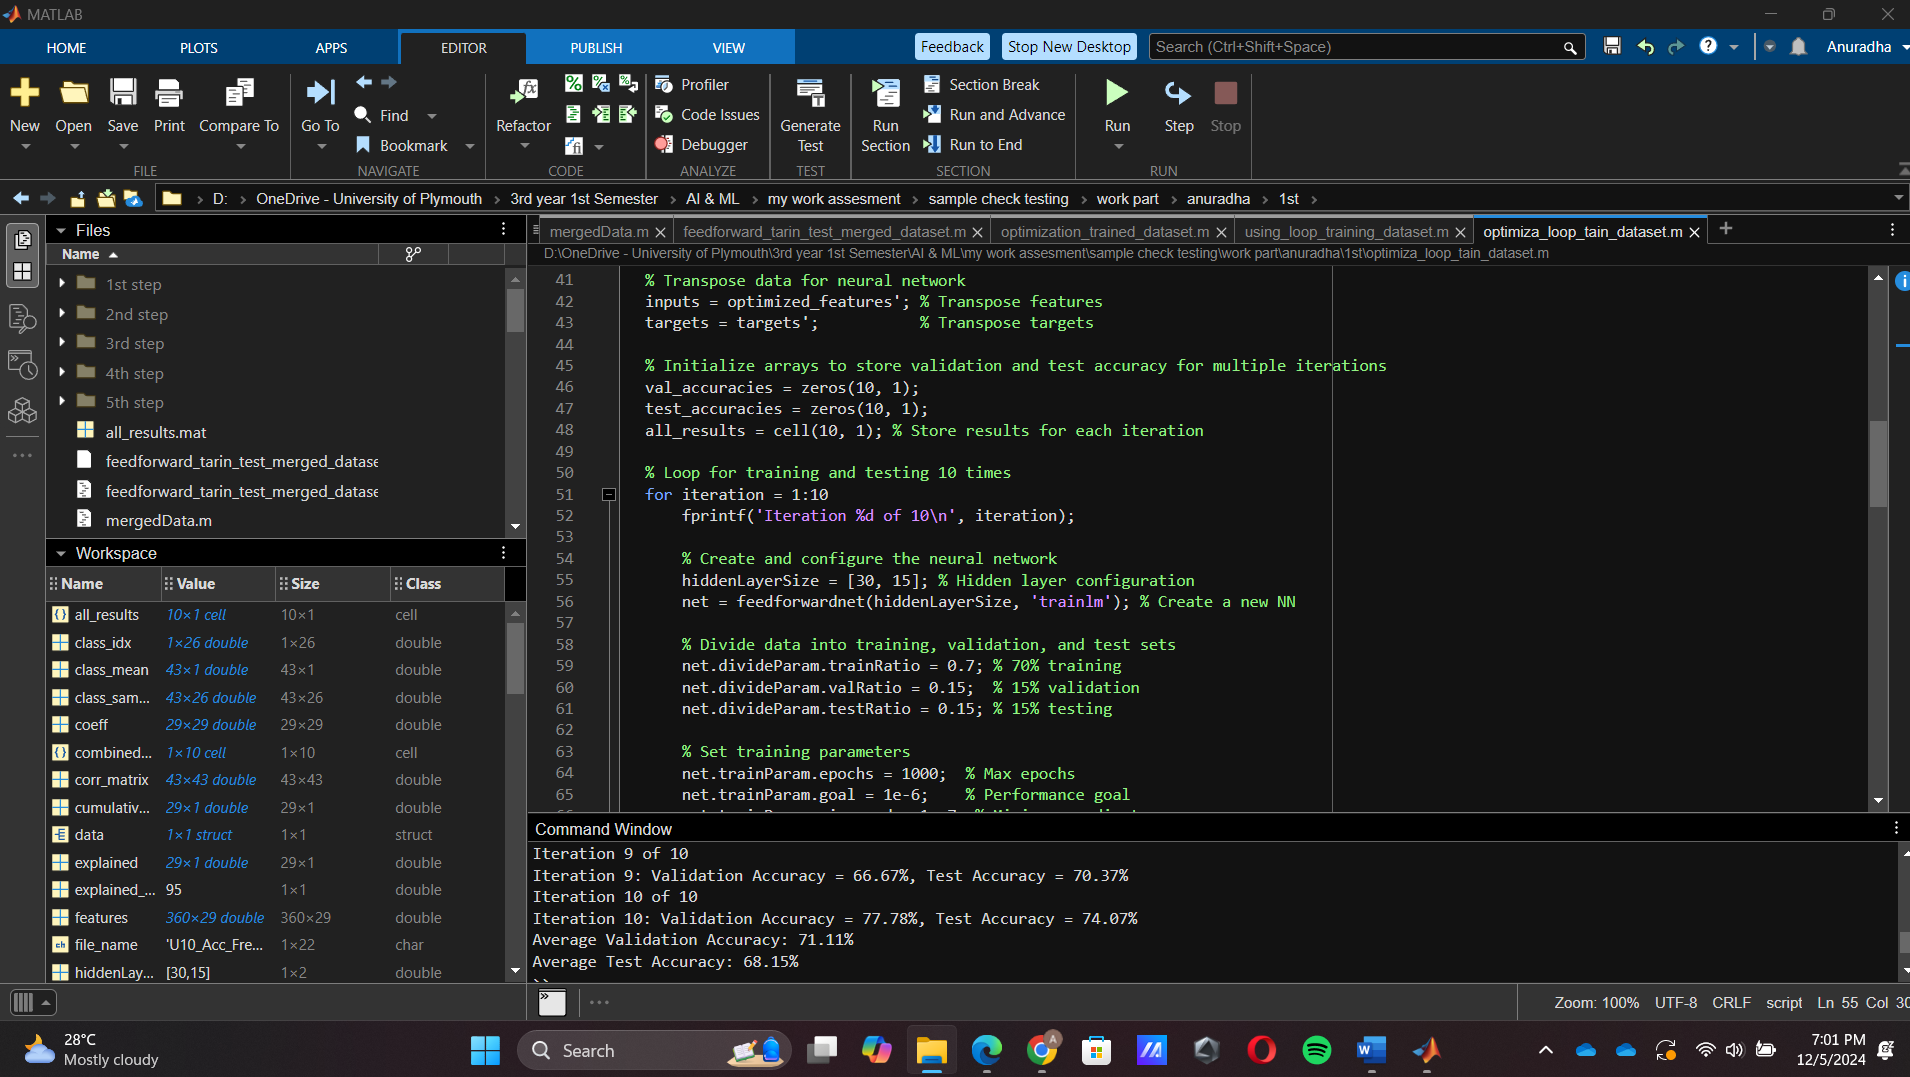 MATLAB
HOME PLOTS APPS EDITOR PUBLISH VIEW Feedback Stop New Desktop Search (Ctrl+Shift+Space) Anuradha
New Open Save Print Compare To
FILE
Go To Find Bookmark
NAVIGATE
Refactor
CODE
Profiler
Code Issues
Debugger
ANALYZE
Generate Test
TEST
Run Section
Section Break
Run and Advance
Run to End
SECTION
Run Step Stop
RUN
D: OneDrive - University of Plymouth 3rd year 1st Semester AI & ML my work assesment sample check testing work part anuradha 1st
Files
Name
1st step
2nd step
3rd step
4th step
5th step
all_results.mat
feedforward_tarin_test_merged_datase
feedforward_tarin_test_merged_datase
mergedData.m
Workspace
Name Value Size Class
all_results 10×1 cell 10×1 cell
class_idx 1×26 double 1×26 double
class_mean 43×1 double 43×1 double
class_sam... 43×26 double 43×26 double
coeff 29×29 double 29×29 double
combined... 1×10 cell 1×10 cell
corr_matrix 43×43 double 43×43 double
cumulativ... 29×1 double 29×1 double
data 1×1 struct 1×1 struct
explained 29×1 double 29×1 double
explained_... 95 1×1 double
features 360×29 double 360×29 double
file_name 'U10_Acc_Fre... 1×22 char
hiddenLay... [30,15] 1×2 double
mergedData.m feedforward_tarin_test_merged_dataset.m optimization_trained_dataset.m using_loop_training_dataset.m optimiza_loop_tain_dataset.m
D:\OneDrive - University of Plymouth\3rd year 1st Semester\AI & ML\my work assesment\sample check testing\work part\anuradha\1st\optimiza_loop_tain_dataset.m
41 % Transpose data for neural network
42 inputs = optimized_features'; % Transpose features
43 targets = targets'; % Transpose targets
44
45 % Initialize arrays to store validation and test accuracy for multiple iterations
46 val_accuracies = zeros(10, 1);
47 test_accuracies = zeros(10, 1);
48 all_results = cell(10, 1); % Store results for each iteration
49
50 % Loop for training and testing 10 times
51 for iteration = 1:10
52 fprintf('Iteration %d of 10\n', iteration);
53
54 % Create and configure the neural network
55 hiddenLayerSize = [30, 15]; % Hidden layer configuration
56 net = feedforwardnet(hiddenLayerSize, 'trainlm'); % Create a new NN
57
58 % Divide data into training, validation, and test sets
59 net.divideParam.trainRatio = 0.7; % 70% training
60 net.divideParam.valRatio = 0.15; % 15% validation
61 net.divideParam.testRatio = 0.15; % 15% testing
62
63 % Set training parameters
64 net.trainParam.epochs = 1000; % Max epochs
65 net.trainParam.goal = 1e-6; % Performance goal
Command Window
Iteration 9 of 10
Iteration 9: Validation Accuracy = 66.67%, Test Accuracy = 70.37%
Iteration 10 of 10
Iteration 10: Validation Accuracy = 77.78%, Test Accuracy = 74.07%
Average Validation Accuracy: 71.11%
Average Test Accuracy: 68.15%
Zoom: 100% UTF-8 CRLF script Ln 55 Col 30
28°C
Mostly cloudy
Search
7:01 PM
12/5/2024